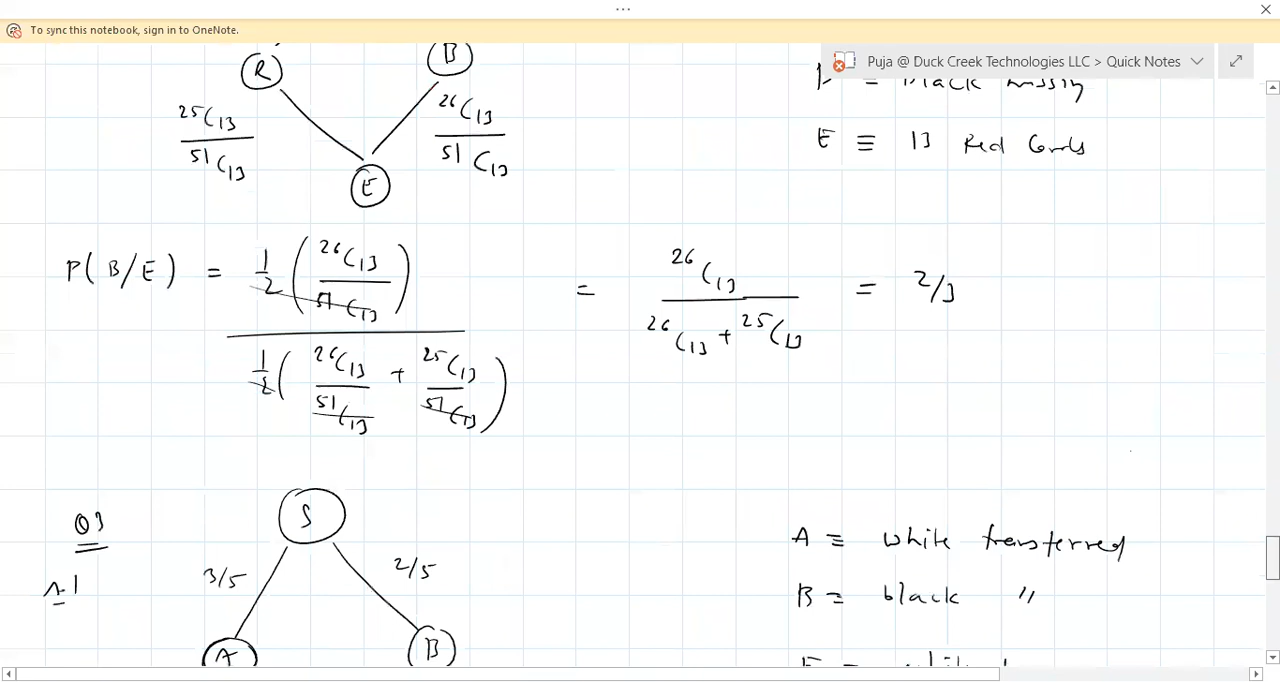 ...
To sync this notebook, sign in to OneNote.
Puja @ Duck Creek Technologies LLC > Quick Notes
R B
25C13 / 51C13 26C13 / 51C13
E
E ≡ 13 Red Cards
P(B/E) = 1/2 (26C13 / 51C13) / 1/2 (26C13 / 51C13 + 25C13 / 51C13) = 26C13 / (26C13 + 25C13) = 2/3
Q3
S
3/5 2/5
A B
A ≡ white transferred
B = black "